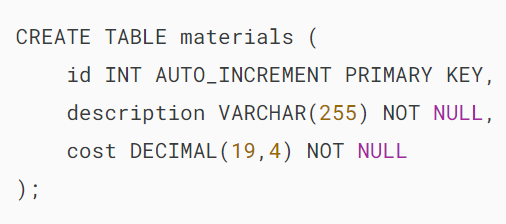 CREATE TABLE materials (
    id INT AUTO_INCREMENT PRIMARY KEY,
    description VARCHAR(255) NOT NULL,
    cost DECIMAL(19,4) NOT NULL
);